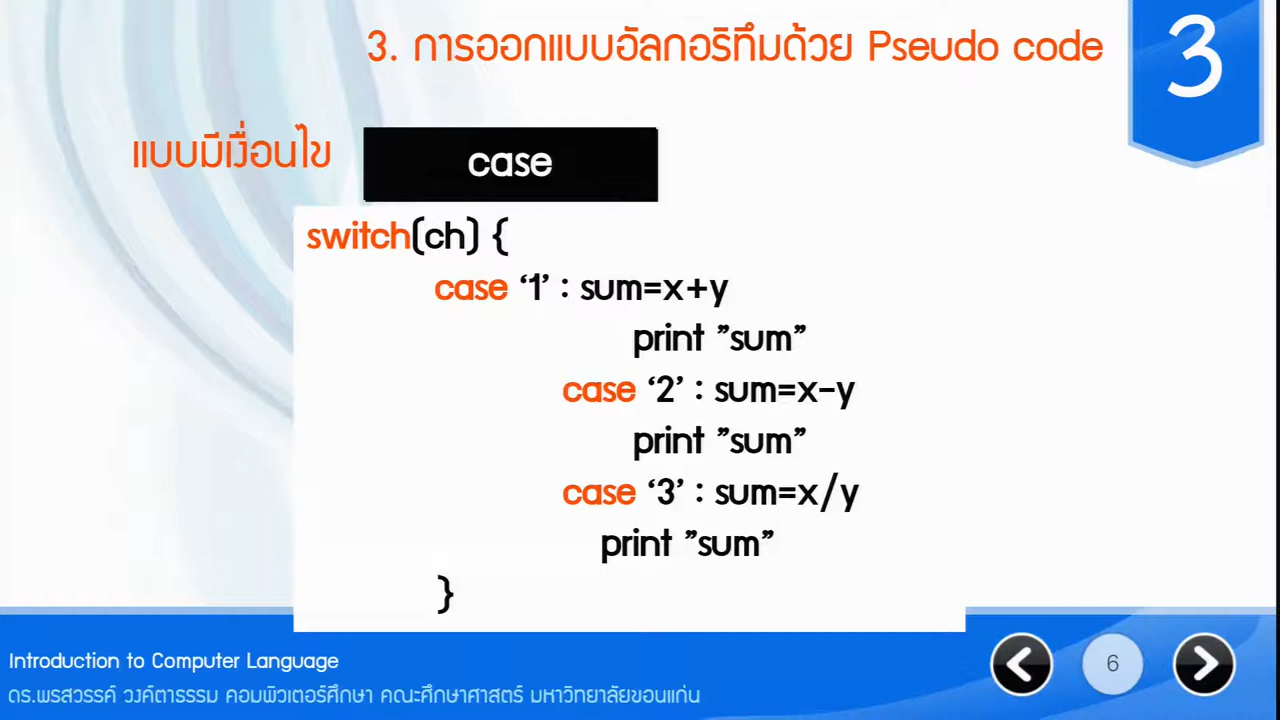 3. การออกแบบอัลกอริทึมด้วย Pseudo code
3
แบบมีเงื่อนไข
case
switch(ch) {
case ‘1’ : sum=x+y
print ”sum”
case ‘2’ : sum=x-y
print ”sum”
case ‘3’ : sum=x/y
print ”sum”
}
Introduction to Computer Language
6
ดร.พรสวรรค์ วงค์ตาธรรม คอมพิวเตอร์ศึกษา คณะศึกษาศาสตร์ มหาวิทยาลัยขอนแก่น